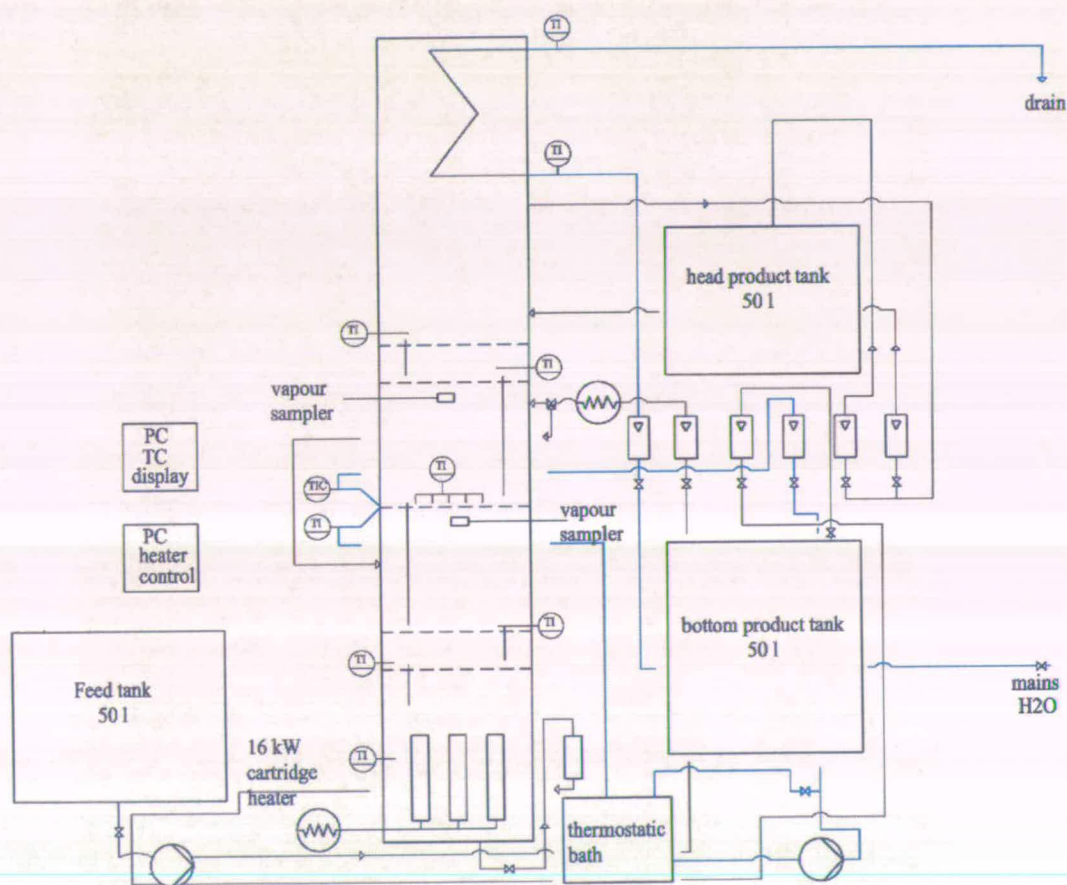 TI
drain
TI
head product tank
50 l
TI
TI
vapour
sampler
PC
TC
display
TI
TIC
vapour
sampler
TI
PC
heater
control
bottom product tank
50 l
TI
TI
Feed tank
50 l
mains
H2O
16 kW
cartridge
heater
TI
thermostatic
bath